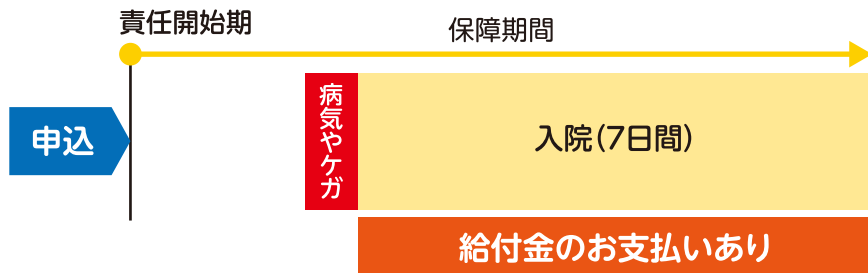 責任開始期
保障期間
申込
病気やケガ
入院(7日間)
給付金のお支払いあり